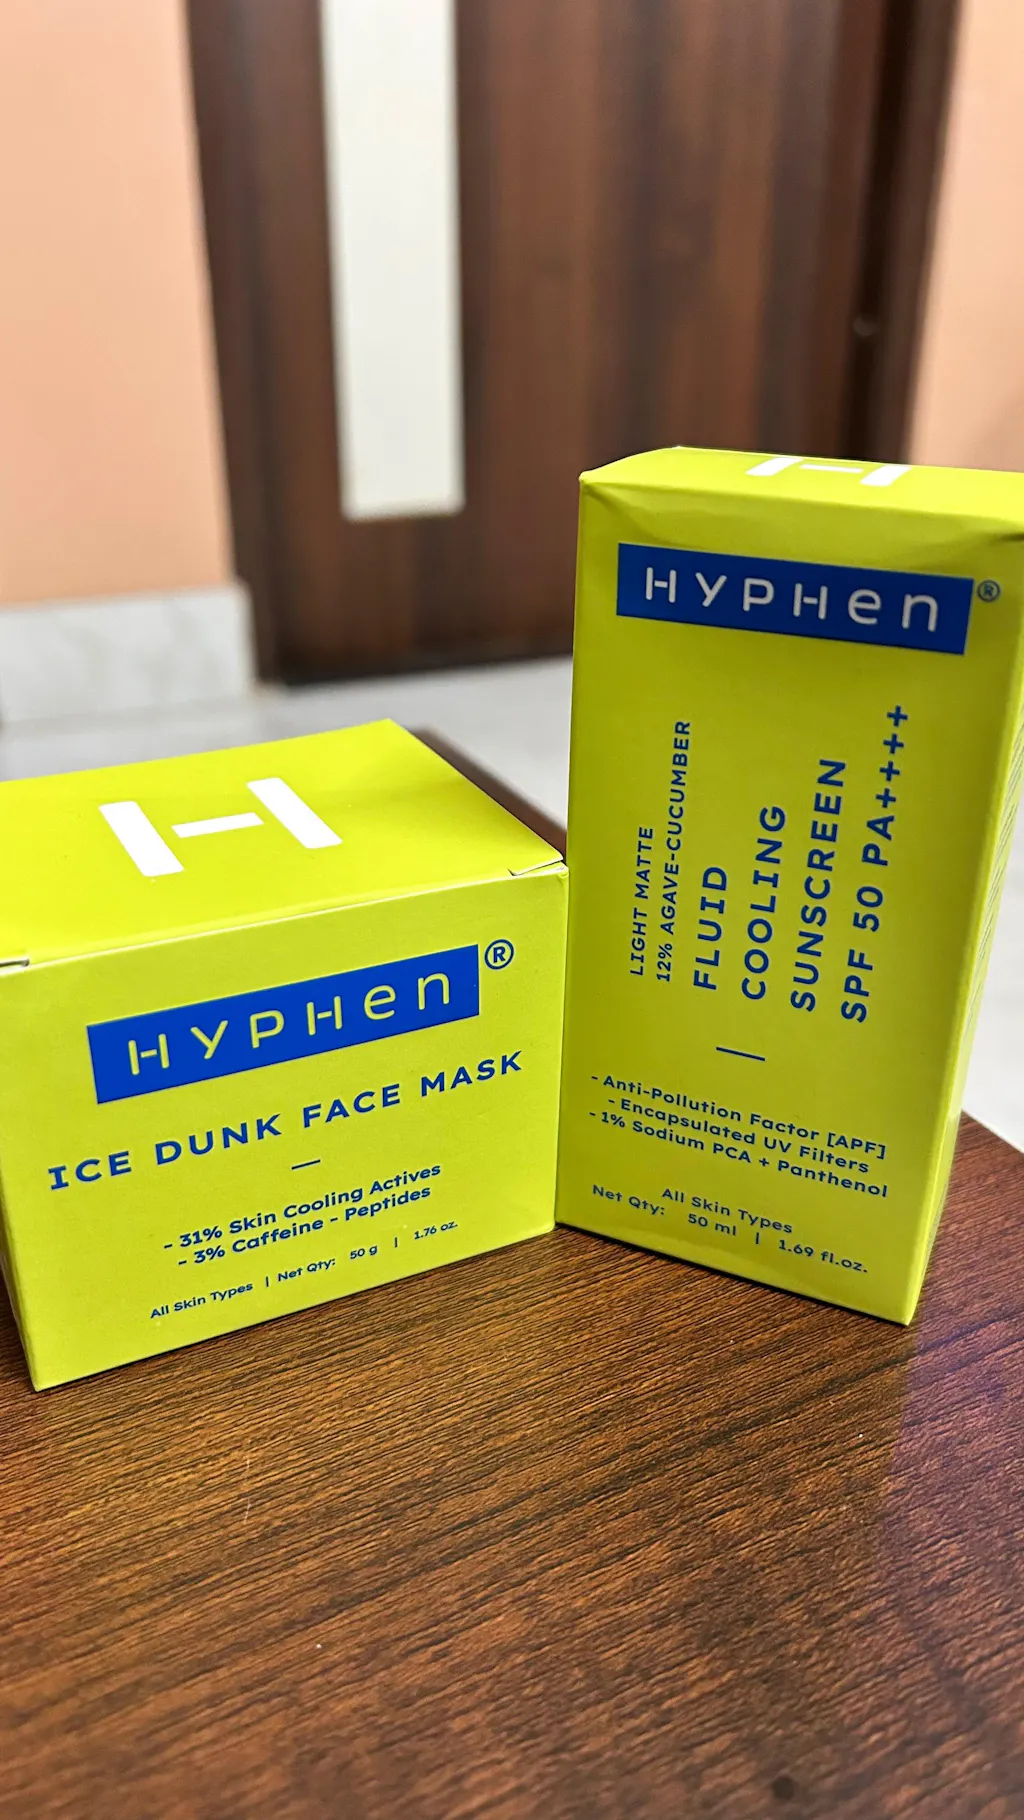 H
HYPHEN®
ICE DUNK FACE MASK
- 31% Skin Cooling Actives
- 3% Caffeine - Peptides
All Skin Types | Net Qty: 50 g | 1.76 oz.
H
HYPHEN®
LIGHT MATTE
12% AGAVE-CUCUMBER
FLUID
COOLING
SUNSCREEN
SPF 50 PA++++
- Anti-Pollution Factor [APF]
- Encapsulated UV Filters
- 1% Sodium PCA + Panthenol
All Skin Types
Net Qty: 50 ml | 1.69 fl.oz.